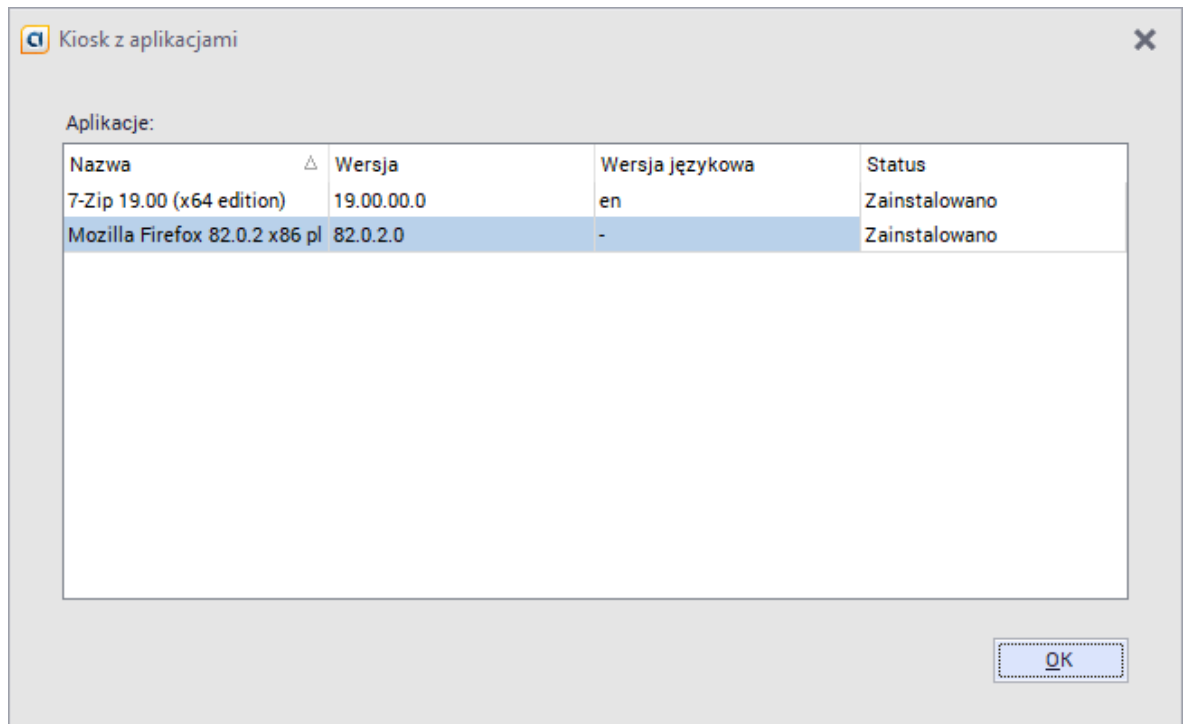 Kiosk z aplikacjami
Aplikacje:
Nazwa Wersja Wersja językowa Status
7-Zip 19.00 (x64 edition) 19.00.00.0 en Zainstalowano
Mozilla Firefox 82.0.2 x86 pl 82.0.2.0 - Zainstalowano
OK